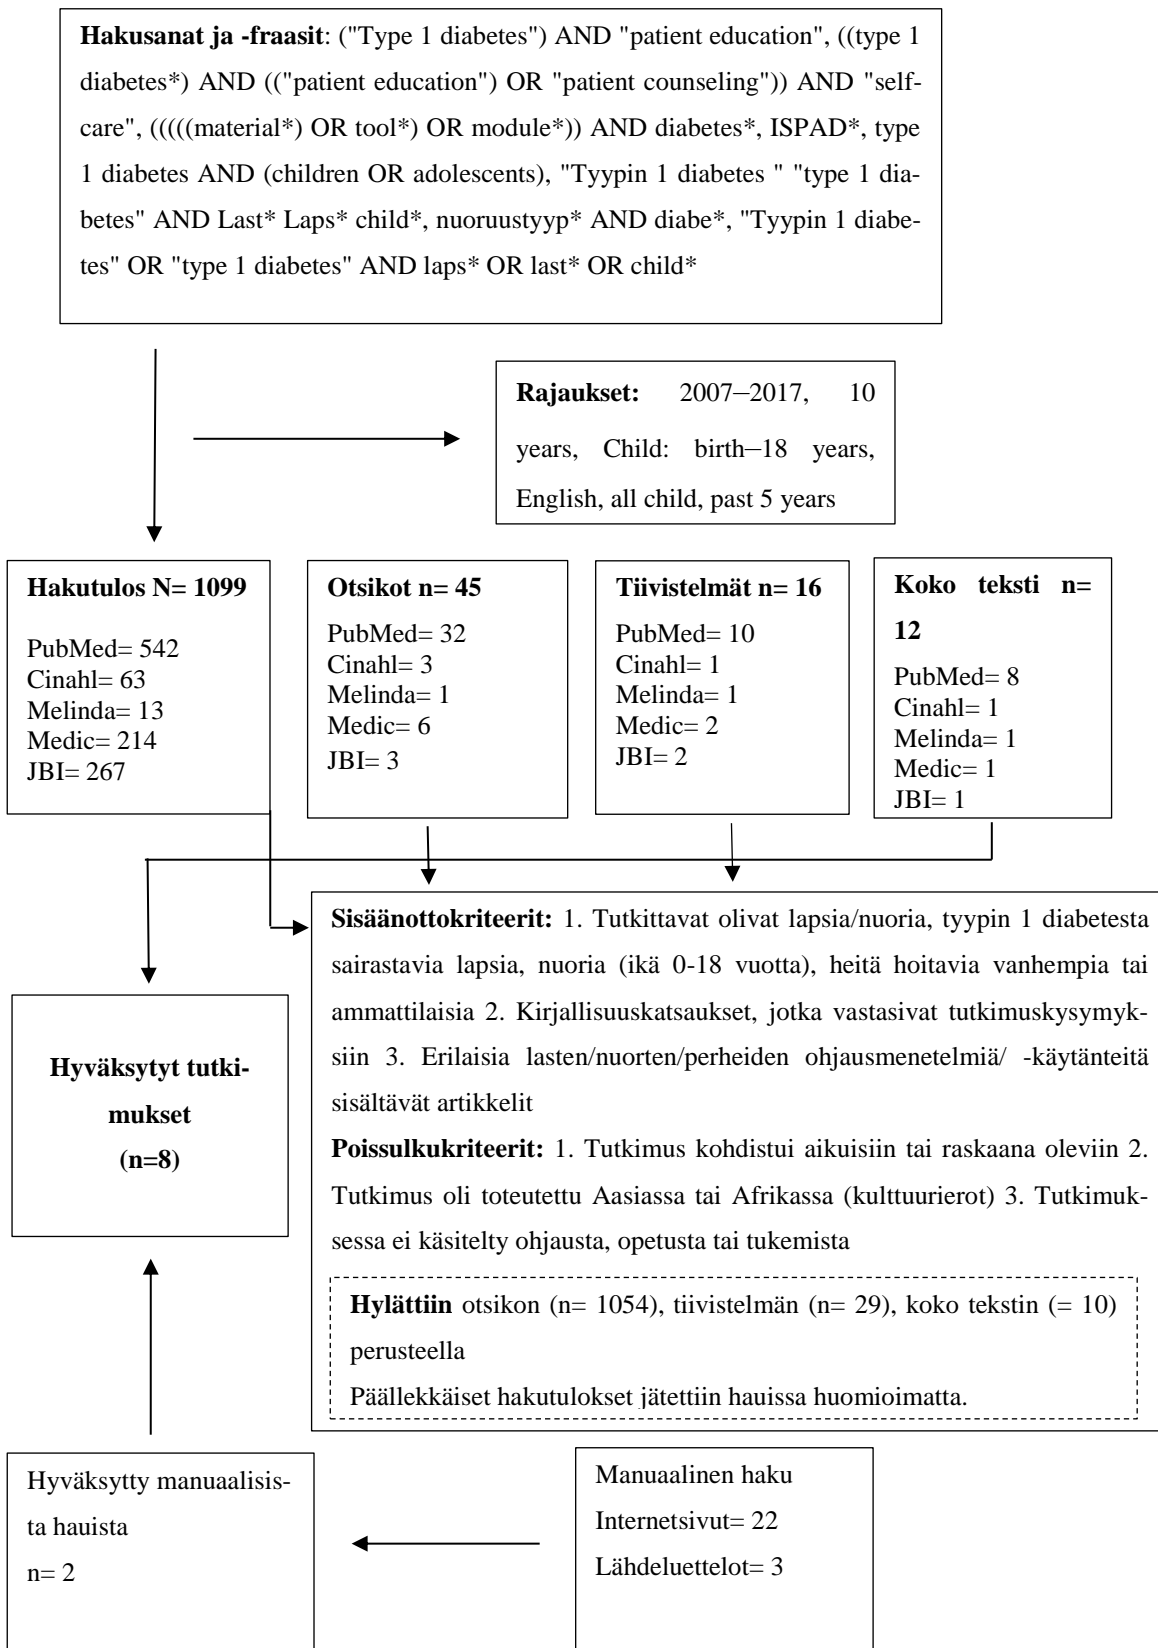 Hakusanat ja -fraasit: ("Type 1 diabetes") AND "patient education", ((type 1
diabetes*) AND (("patient education") OR "patient counseling")) AND "self-
care", (((((material*) OR tool*) OR module*)) AND diabetes*, ISPAD*, type
1 diabetes AND (children OR adolescents), "Tyypin 1 diabetes " "type 1 dia-
betes" AND Last* Laps* child*, nuoruustyyp* AND diabe*, "Tyypin 1 diabe-
tes" OR "type 1 diabetes" AND laps* OR last* OR child*
Rajaukset: 2007–2017, 10
years, Child: birth–18 years,
English, all child, past 5 years
Hakutulos N= 1099
PubMed= 542
Cinahl= 63
Melinda= 13
Medic= 214
JBI= 267
Otsikot n= 45
PubMed= 32
Cinahl= 3
Melinda= 1
Medic= 6
JBI= 3
Tiivistelmät n= 16
PubMed= 10
Cinahl= 1
Melinda= 1
Medic= 2
JBI= 2
Koko teksti n=
12
PubMed= 8
Cinahl= 1
Melinda= 1
Medic= 1
JBI= 1
Sisäänottokriteerit: 1. Tutkittavat olivat lapsia/nuoria, tyypin 1 diabetesta
sairastavia lapsia, nuoria (ikä 0-18 vuotta), heitä hoitavia vanhempia tai
ammattilaisia 2. Kirjallisuuskatsaukset, jotka vastasivat tutkimuskysymyk-
siin 3. Erilaisia lasten/nuorten/perheiden ohjausmenetelmiä/ -käytänteitä
sisältävät artikkelit
Poissulkukriteerit: 1. Tutkimus kohdistui aikuisiin tai raskaana oleviin 2.
Tutkimus oli toteutettu Aasiassa tai Afrikassa (kulttuurierot) 3. Tutkimuk-
sessa ei käsitelty ohjausta, opetusta tai tukemista
Hylättiin otsikon (n= 1054), tiivistelmän (n= 29), koko tekstin (= 10)
perusteella
Päällekkäiset hakutulokset jätettiin hauissa huomioimatta.
Hyväksytyt tutki-
mukset
(n=8)
Hyväksytty manuaalisis-
ta hauista
n= 2
Manuaalinen haku
Internetsivut= 22
Lähdeluettelot= 3